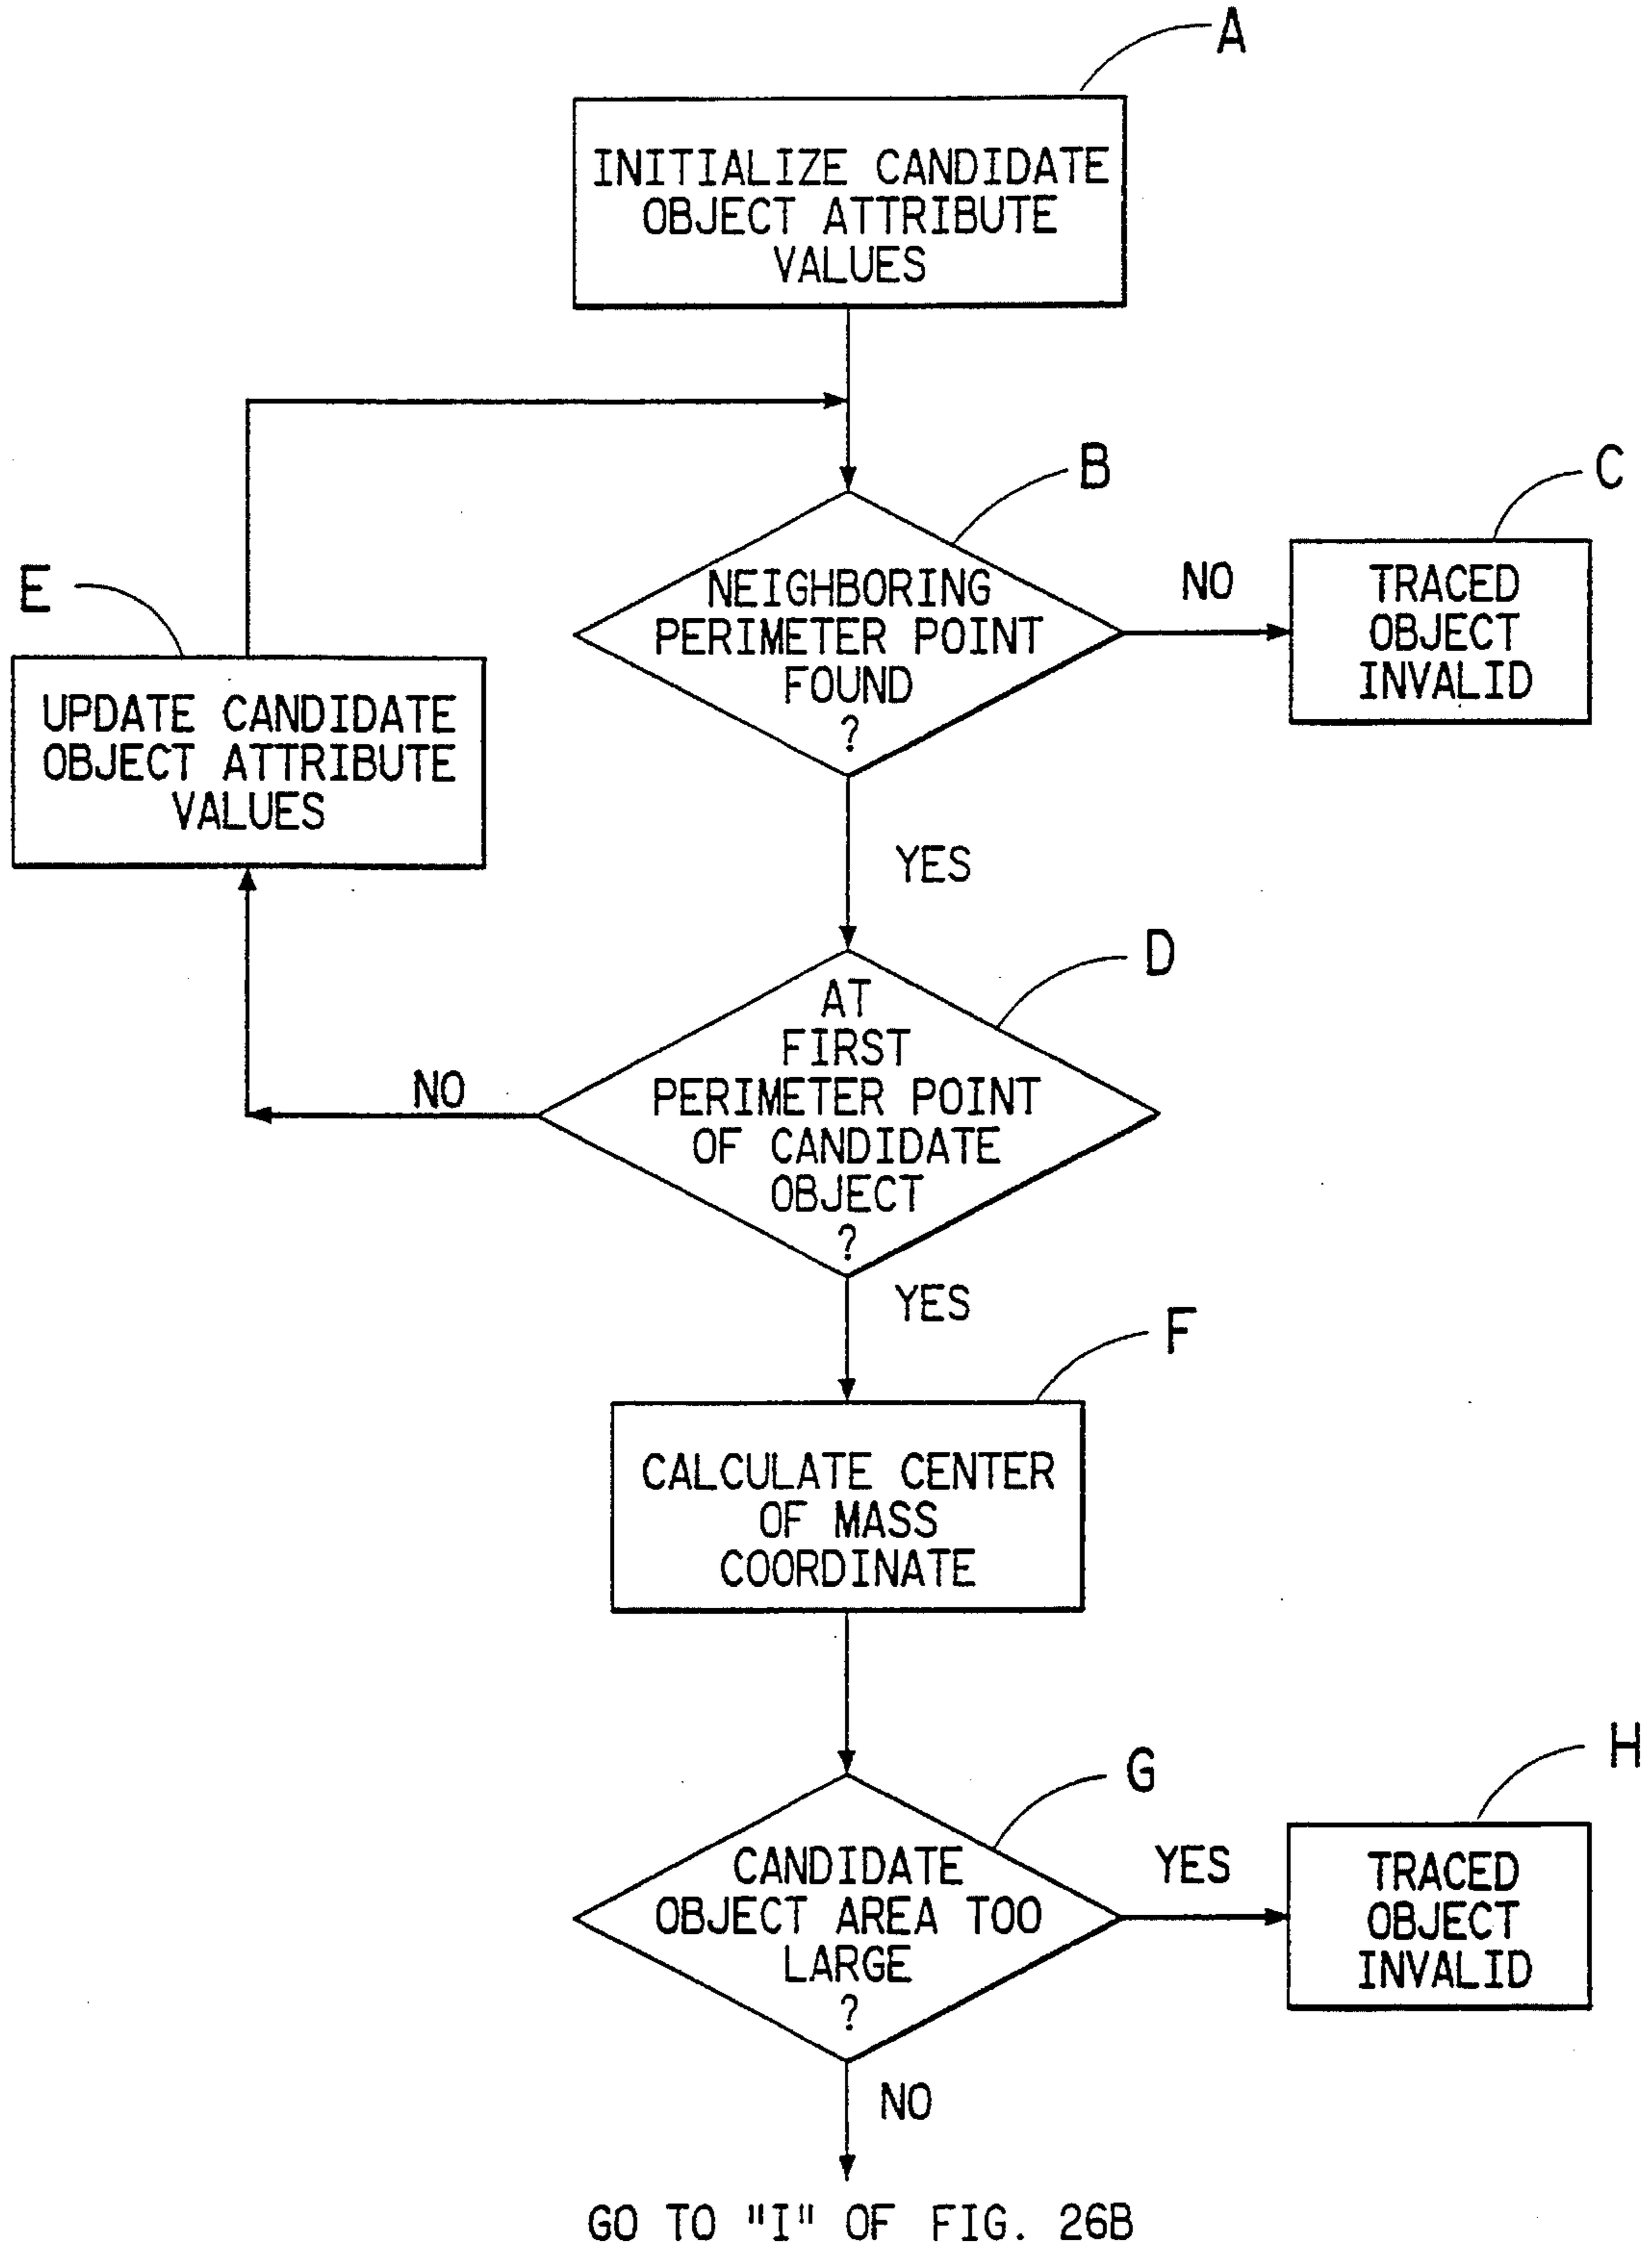 A
INITIALIZE CANDIDATE
OBJECT ATTRIBUTE
VALUES
B
NEIGHBORING
PERIMETER POINT
FOUND
?
NO
C
TRACED
OBJECT
INVALID
E
UPDATE CANDIDATE
OBJECT ATTRIBUTE
VALUES
YES
D
AT
FIRST
PERIMETER POINT
OF CANDIDATE
OBJECT
?
NO
YES
F
CALCULATE CENTER
OF MASS
COORDINATE
G
CANDIDATE
OBJECT AREA TOO
LARGE
?
YES
H
TRACED
OBJECT
INVALID
NO
GO TO "I" OF FIG. 26B